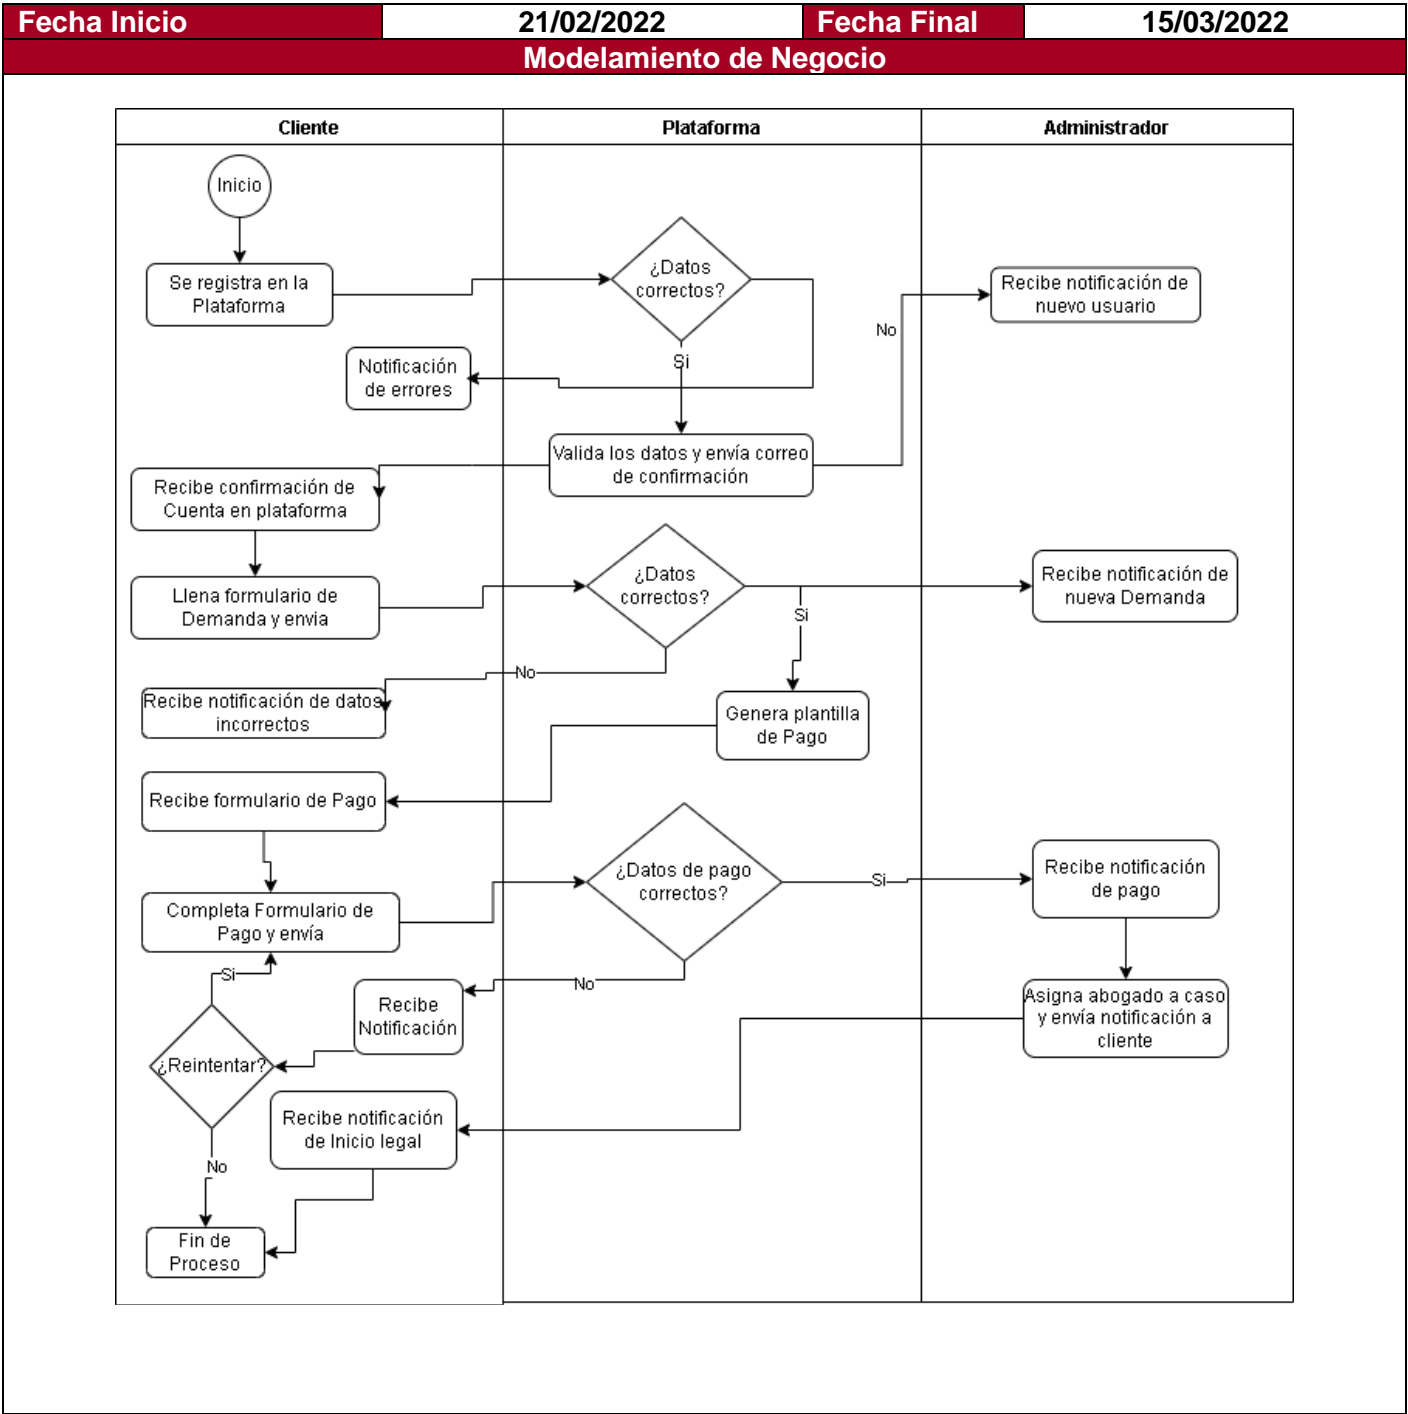 Fecha Inicio 21/02/2022 Fecha Final 15/03/2022
Modelamiento de Negocio
Cliente Plataforma Administrador
Inicio
Se registra en la
Plataforma
¿Datos
correctos?
Recibe notificación de
nuevo usuario
No
Si
Notificación
de errores
Valida los datos y envía correo
de confirmación
Recibe confirmación de
Cuenta en plataforma
¿Datos
correctos?
Recibe notificación de
nueva Demanda
Llena formulario de
Demanda y envia
Si
No
Recibe notificación de datos
incorrectos
Genera plantilla
de Pago
Recibe formulario de Pago
¿Datos de pago
correctos?
Si
Recibe notificación
de pago
Completa Formulario de
Pago y envía
Si
No
Recibe
Notificación
Asigna abogado a caso
y envía notificación a
cliente
¿Reintentar?
Recibe notificación
de Inicio legal
No
Fin de
Proceso